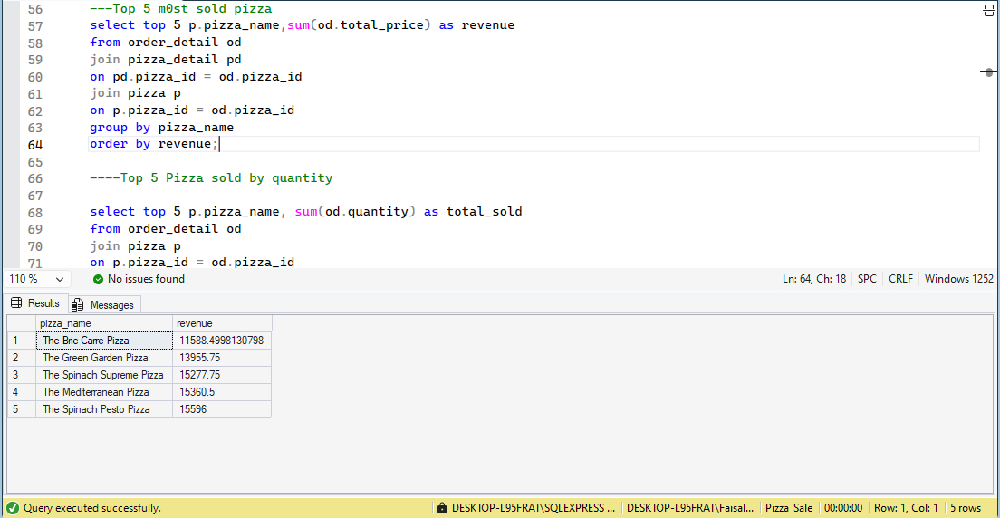 56 ---Top 5 m0st sold pizza
57 select top 5 p.pizza_name,sum(od.total_price) as revenue
58 from order_detail od
59 join pizza_detail pd
60 on pd.pizza_id = od.pizza_id
61 join pizza p
62 on p.pizza_id = od.pizza_id
63 group by pizza_name
64 order by revenue;
65
66 ----Top 5 Pizza sold by quantity
67
68 select top 5 p.pizza_name, sum(od.quantity) as total_sold
69 from order_detail od
70 join pizza p
71 on p.pizza_id = od.pizza_id
110 % No issues found Ln: 64, Ch: 18 SPC CRLF Windows 1252
Results Messages
pizza_name revenue
1 The Brie Carre Pizza 11588.4998130798
2 The Green Garden Pizza 13955.75
3 The Spinach Supreme Pizza 15277.75
4 The Mediterranean Pizza 15360.5
5 The Spinach Pesto Pizza 15596
Query executed successfully. DESKTOP-L95FRAT\SQLEXPRESS ... DESKTOP-L95FRAT\Faisal... Pizza_Sale 00:00:00 Row: 1, Col: 1 5 rows